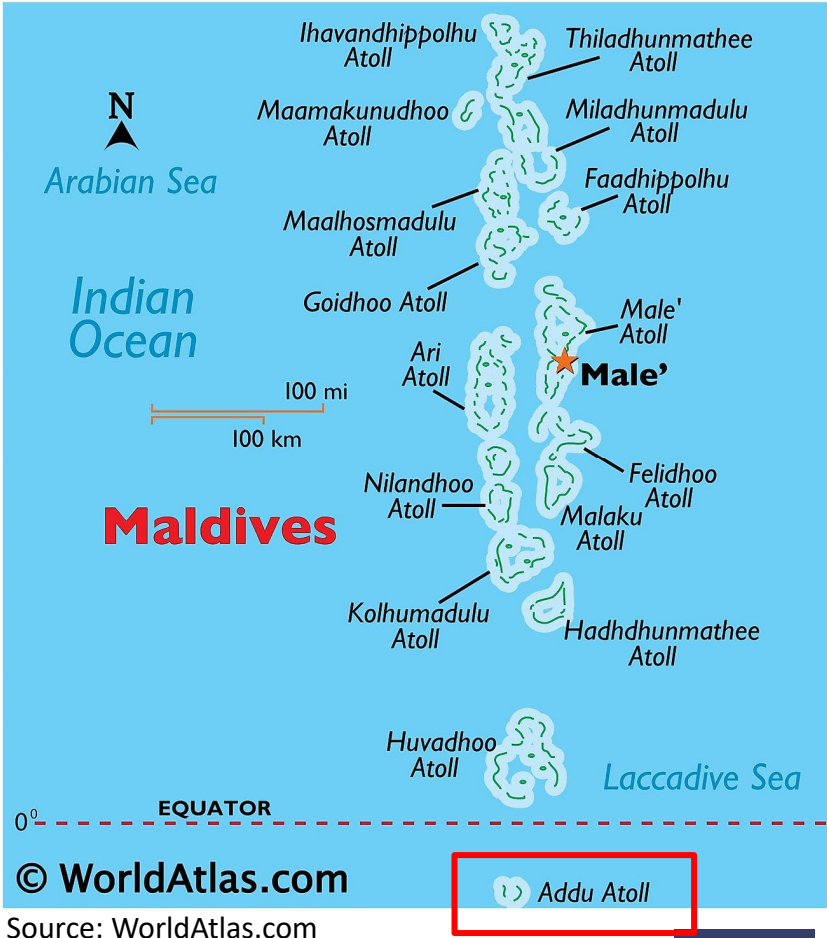 Ihavandhippolhu
Atoll
Thiladhunmathee
Atoll
N
Maamakunudhoo
Atoll
Miladhunmadulu
Atoll
Arabian Sea
Faadhippolhu
Atoll
Maalhosmadulu
Atoll
Goidhoo Atoll
Indian
Ocean
Male'
Atoll
Ari
Atoll
Male’
100 mi
100 km
Felidhoo
Atoll
Nilandhoo
Atoll
Malaku
Atoll
Maldives
Kolhumadulu
Atoll
Hadhdhunmathee
Atoll
Huvadhoo
Atoll
Laccadive Sea
EQUATOR
0⁰
© WorldAtlas.com
Addu Atoll
Source: WorldAtlas.com